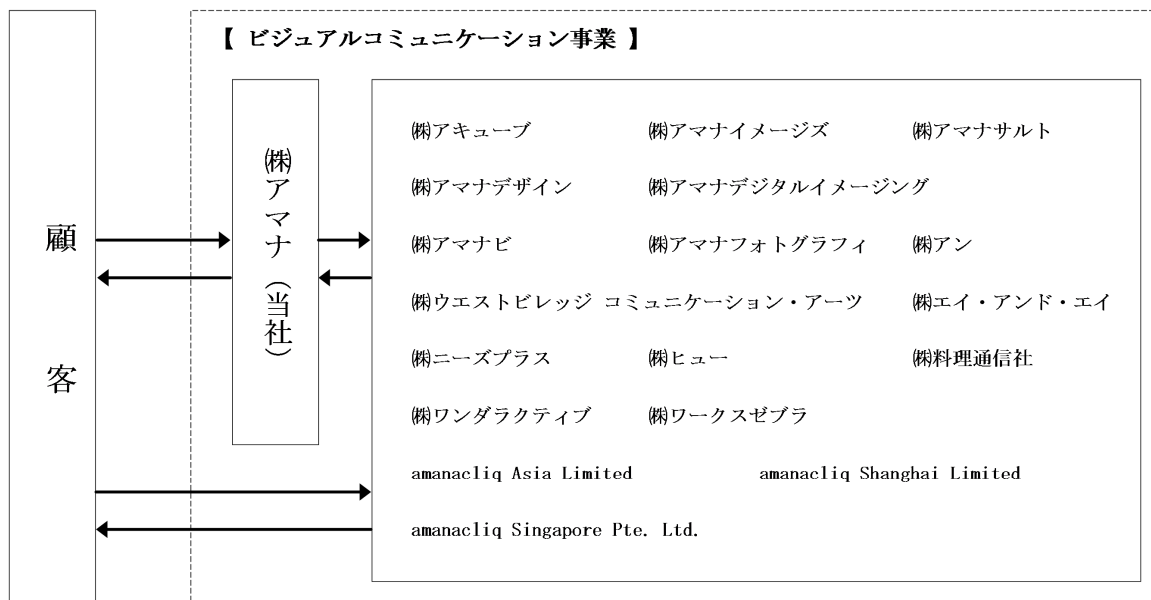 【 ビジュアルコミュニケーション事業 】
顧客
㈱アマナ(当社)
㈱アキューブ ㈱アマナイメージズ ㈱アマナサルト
㈱アマナデザイン ㈱アマナデジタルイメージング
㈱アマナビ ㈱アマナフォトグラフィ ㈱アン
㈱ウエストビレッジ コミュニケーション・アーツ ㈱エイ・アンド・エイ
㈱ニーズプラス ㈱ヒュー ㈱料理通信社
㈱ワンダラクティブ ㈱ワークスゼブラ
amanacliq Asia Limited amanacliq Shanghai Limited
amanacliq Singapore Pte. Ltd.